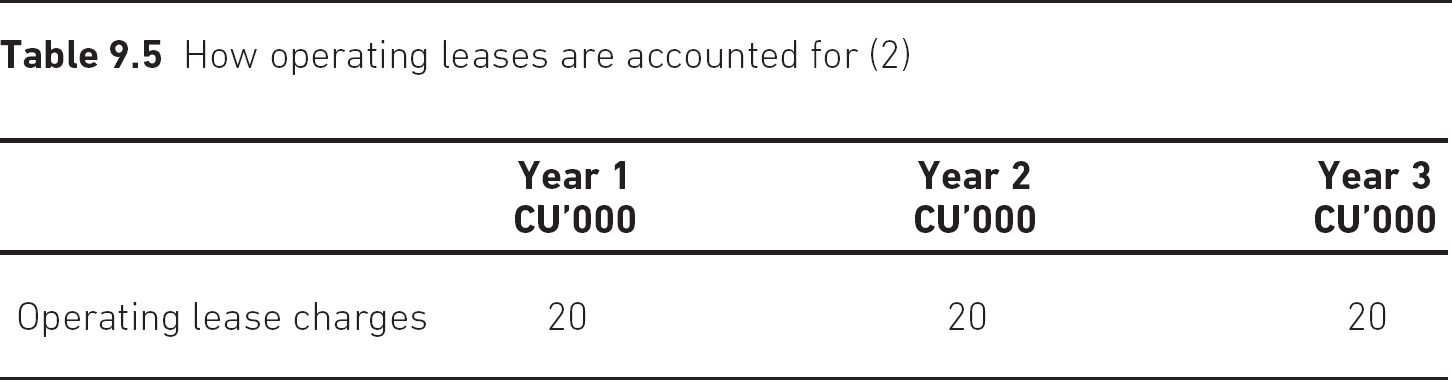 Table 9.5 How operating leases are accounted for (2)
Year 1 Year 2 Year 3
CU’000 CU’000 CU’000
Operating lease charges 20 20 20